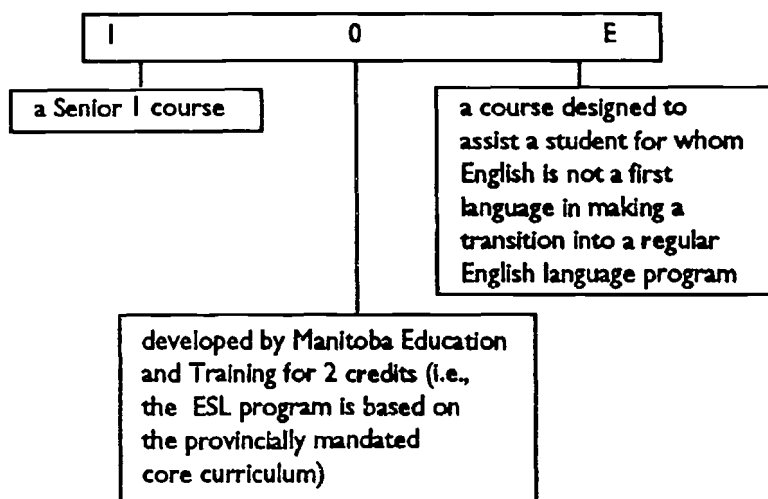 I 0 E
a Senior I course
a course designed to
assist a student for whom
English is not a first
language in making a
transition into a regular
English language program
developed by Manitoba Education
and Training for 2 credits (i.e.,
the ESL program is based on
the provincially mandated
core curriculum)